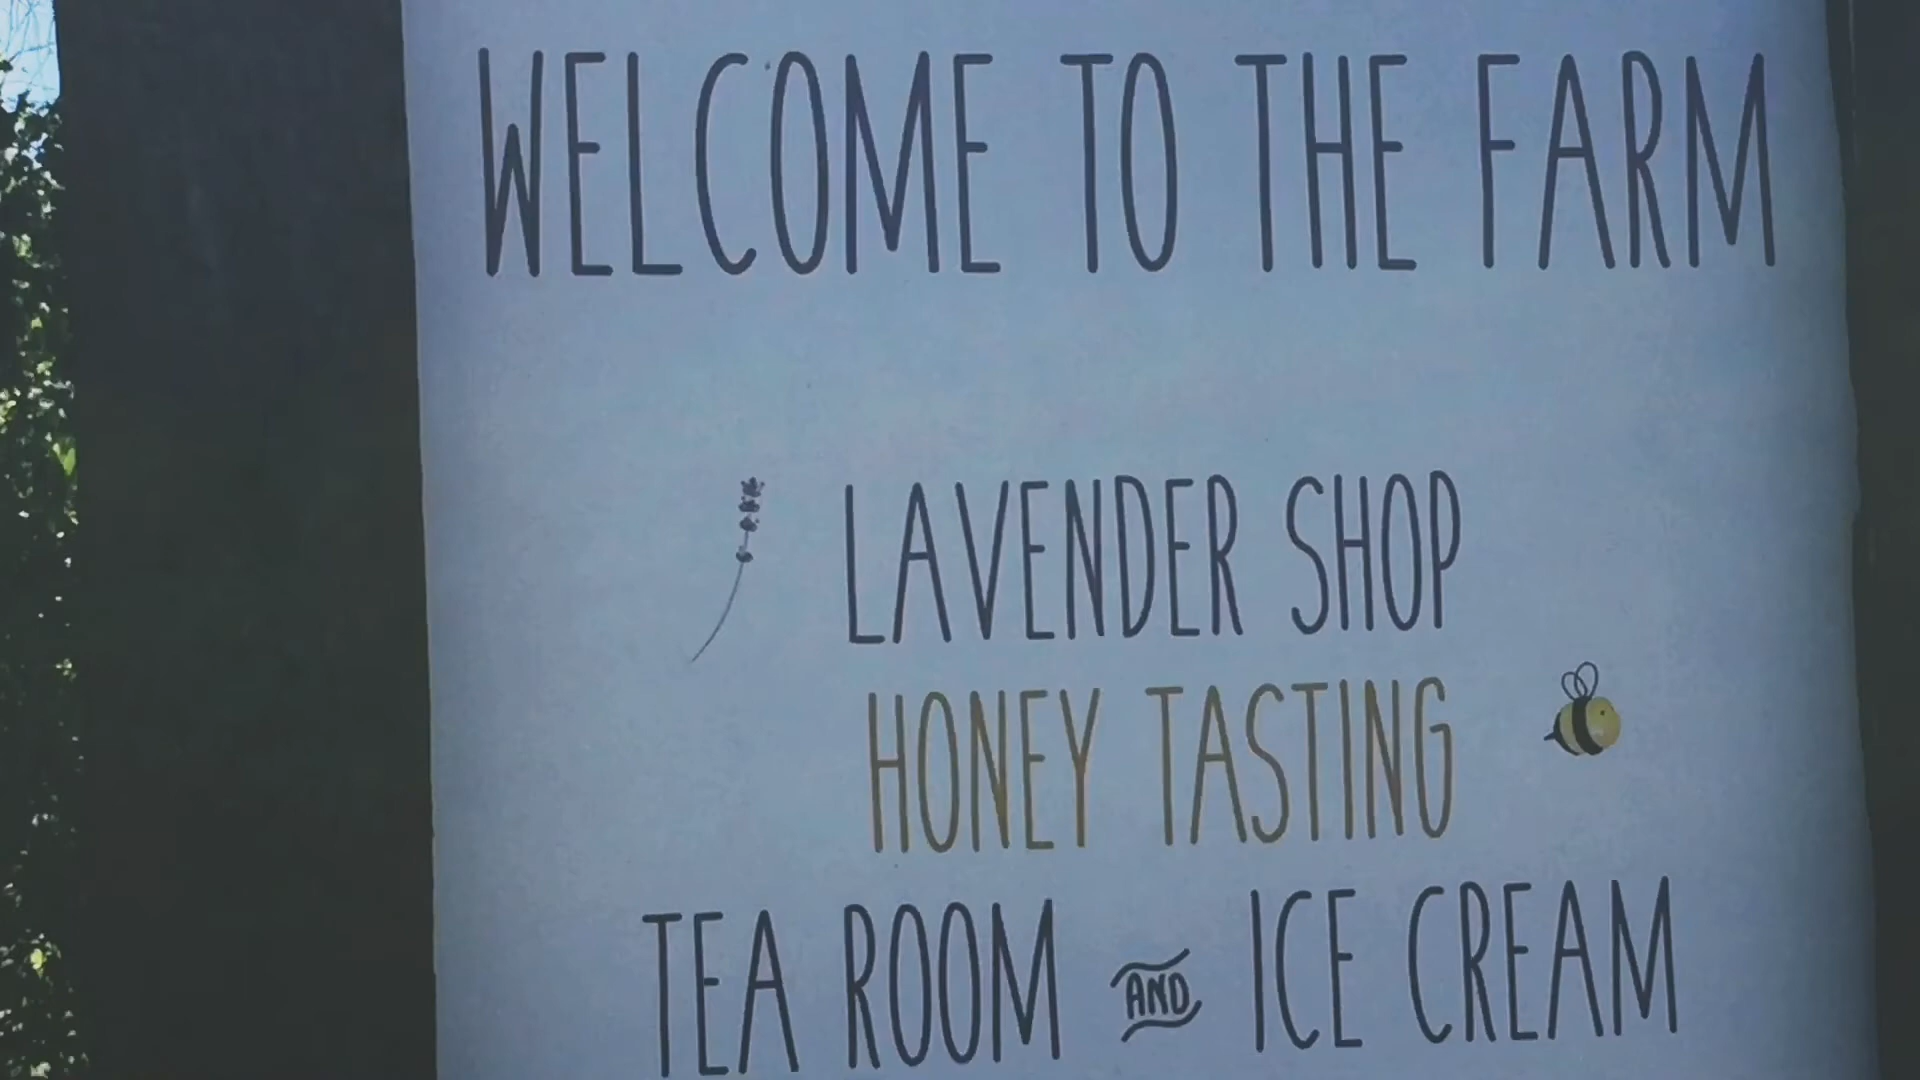 WELCOME TO THE FARM
LAVENDER SHOP
HONEY TASTING
TEA ROOM AND ICE CREAM